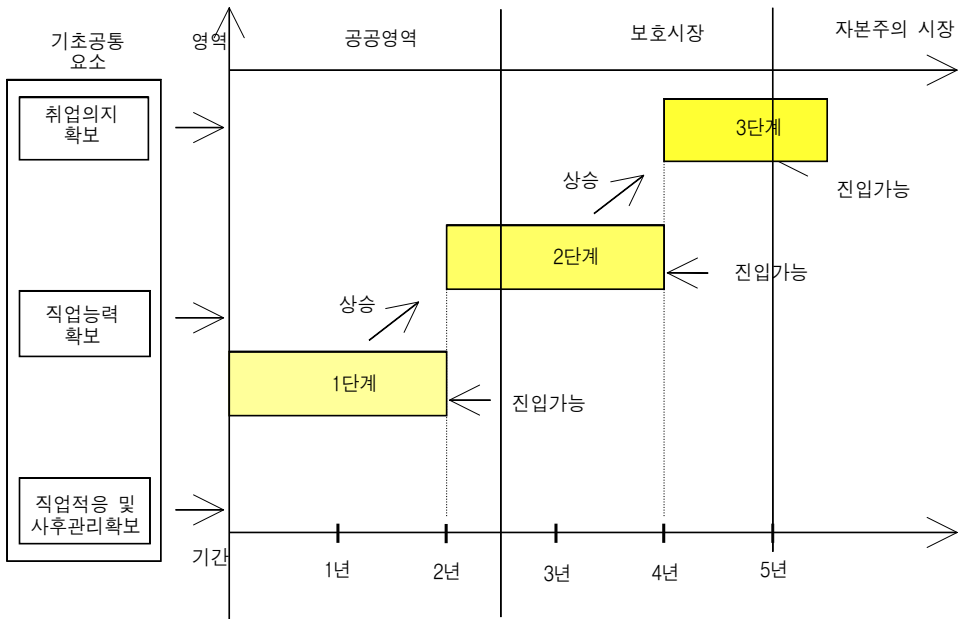 기초공통
요소
영역
공공영역
보호시장
자본주의 시장
취업의지
확보
3단계
상승
진입가능
2단계
진입가능
직업능력
확보
상승
1단계
진입가능
직업적응 및
사후관리확보
기간
1년
2년
3년
4년
5년